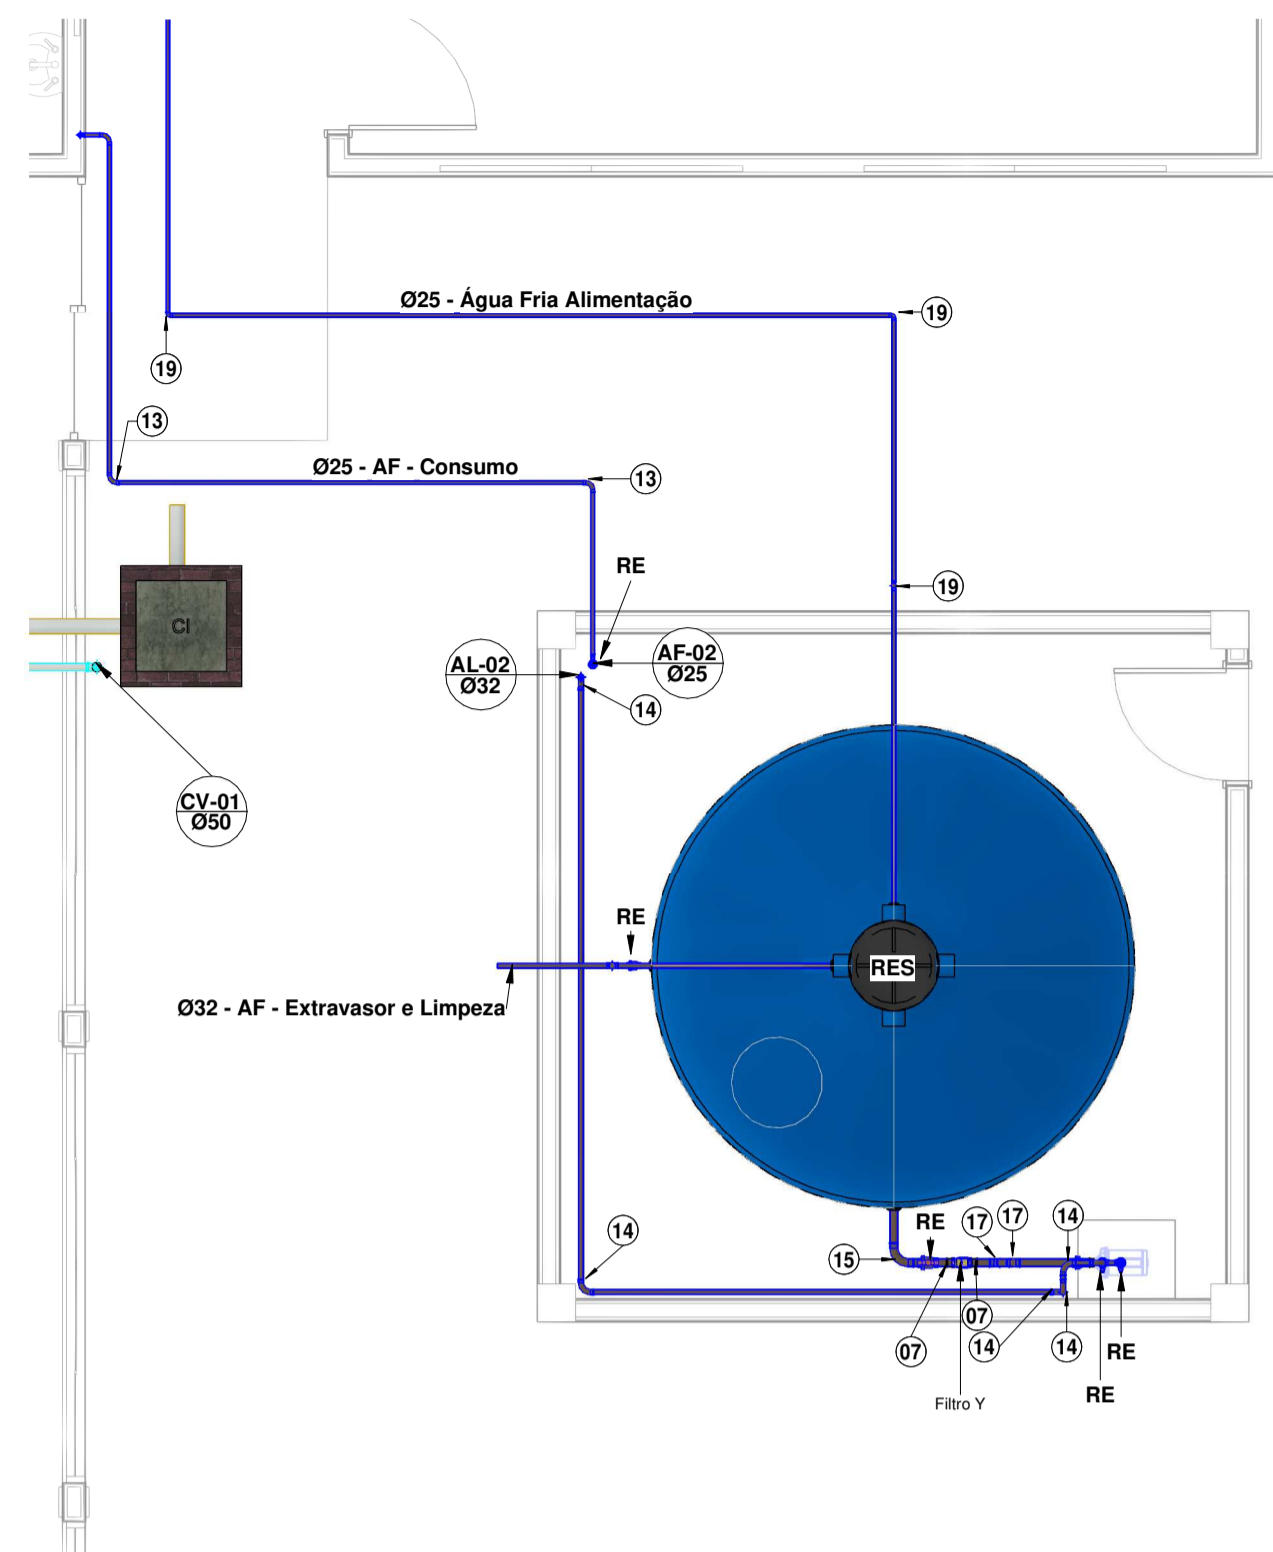 Ø25 - Água Fria Alimentação
19
19
13
Ø25 - AF - Consumo
13
RE
19
CI
AL-02
Ø32
AF-02
Ø25
14
CV-01
Ø50
RE
RES
Ø32 - AF - Extravasor e Limpeza
14
15
RE
17
17
14
07
07
14
14
RE
RE
Filtro Y